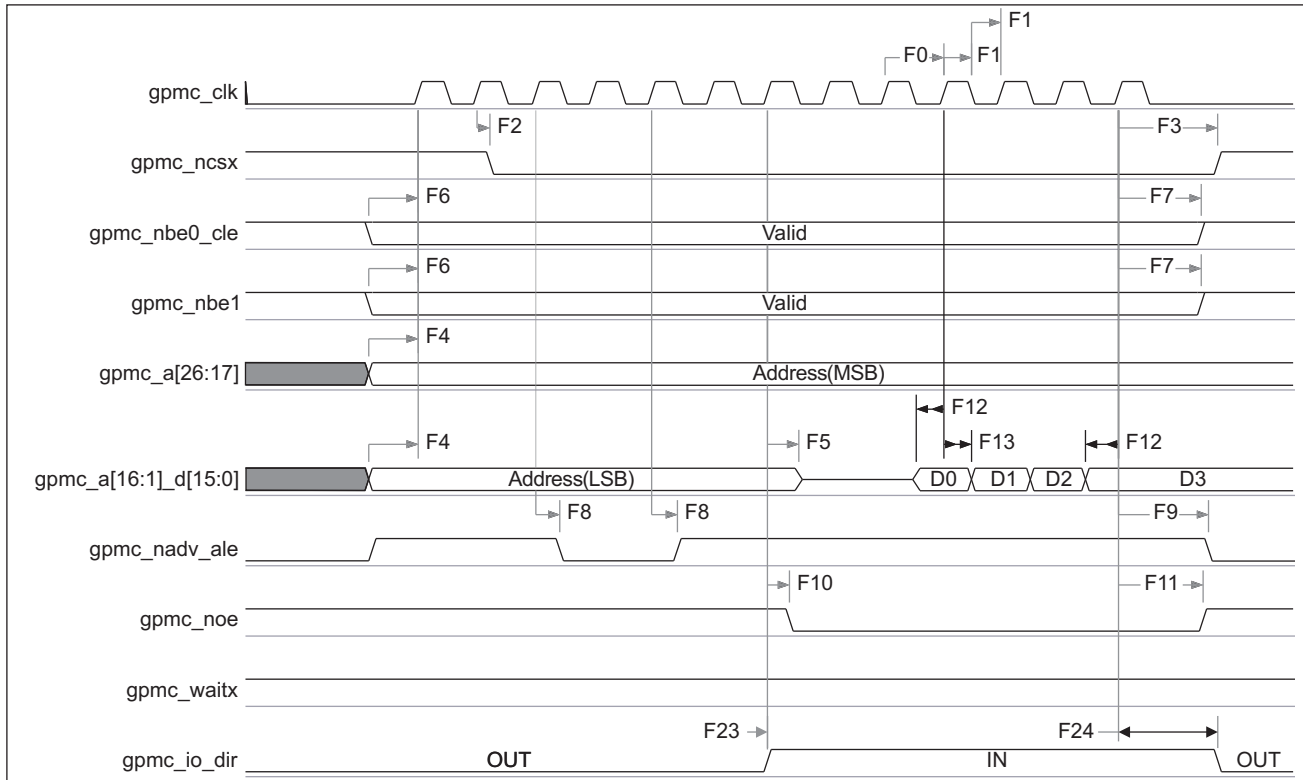 F1
F0 F1
gpmc_clk
F2 F3
gpmc_ncsx
F6 F7
gpmc_nbe0_cle Valid
F6 F7
gpmc_nbe1 Valid
F4
gpmc_a[26:17] Address(MSB)
F12
F4 F5 F13 F12
gpmc_a[16:1]_d[15:0] Address(LSB) D0 D1 D2 D3
F8 F8 F9
gpmc_nadv_ale
F10 F11
gpmc_noe
gpmc_waitx
F23 F24
gpmc_io_dir OUT IN OUT